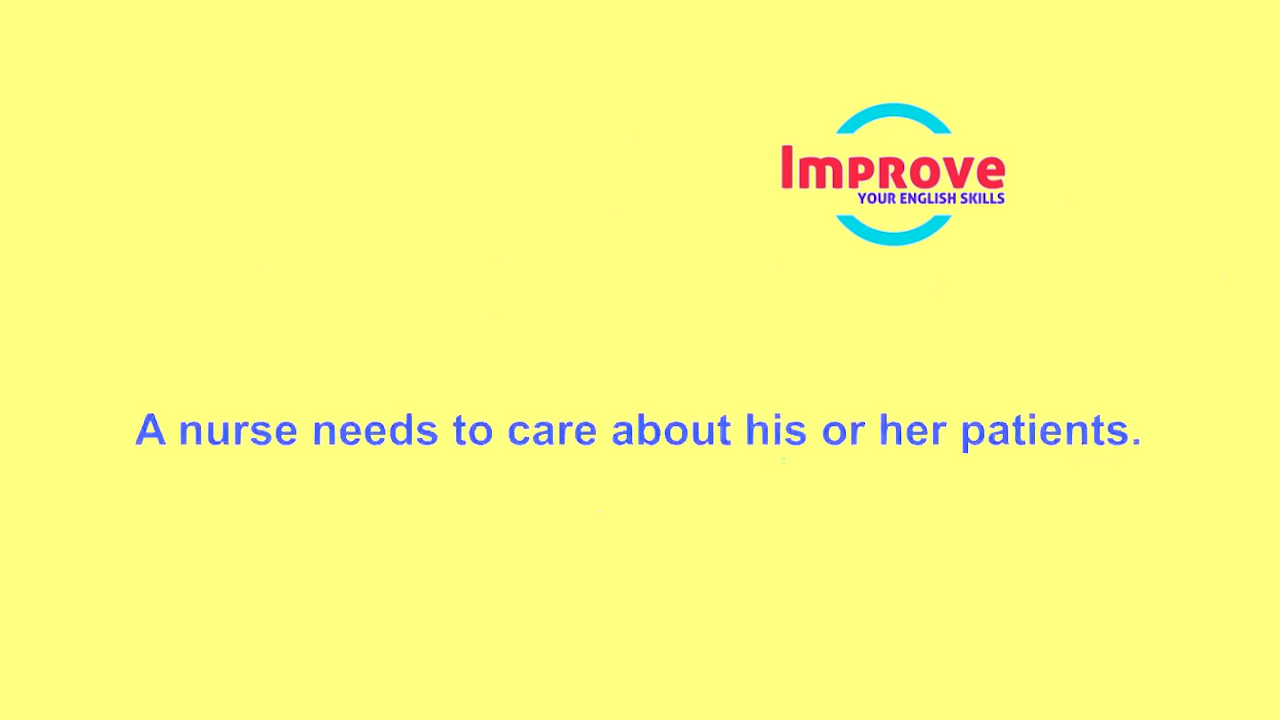 Improve
YOUR ENGLISH SKILLS
A nurse needs to care about his or her patients.